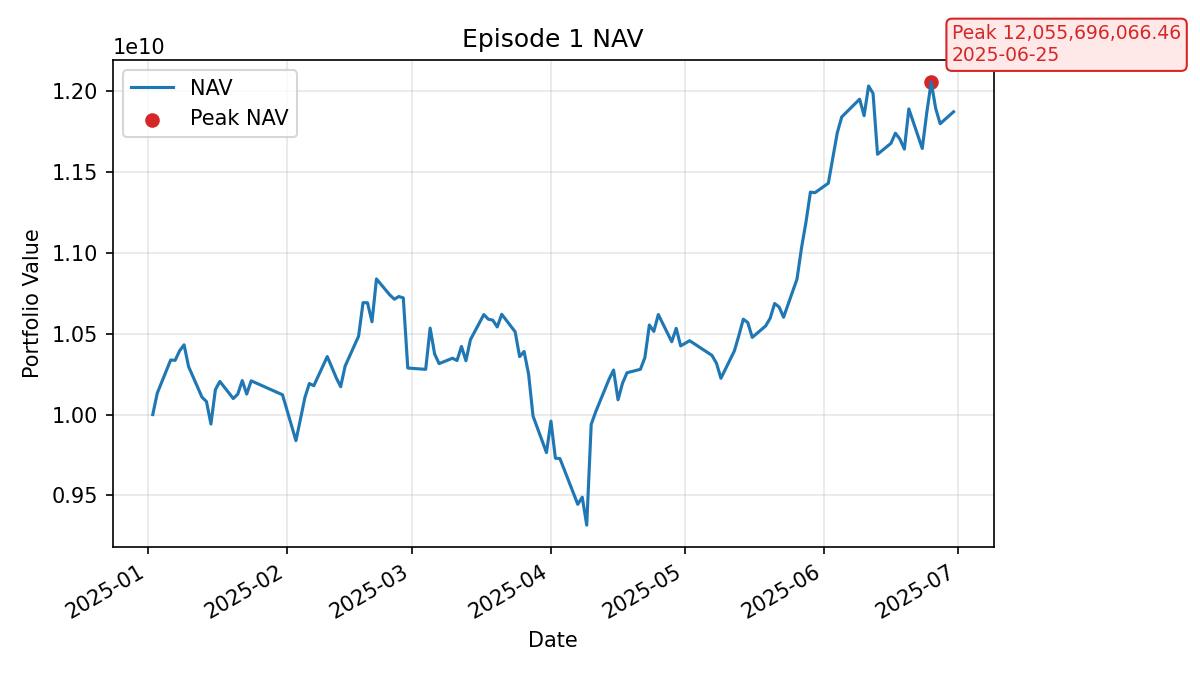 Episode 1 NAV
1e10
Peak 12,055,696,066.46
2025-06-25
NAV
Peak NAV
Portfolio Value
1.20
1.15
1.10
1.05
1.00
0.95
2025-01
2025-02
2025-03
2025-04
2025-05
2025-06
2025-07
Date